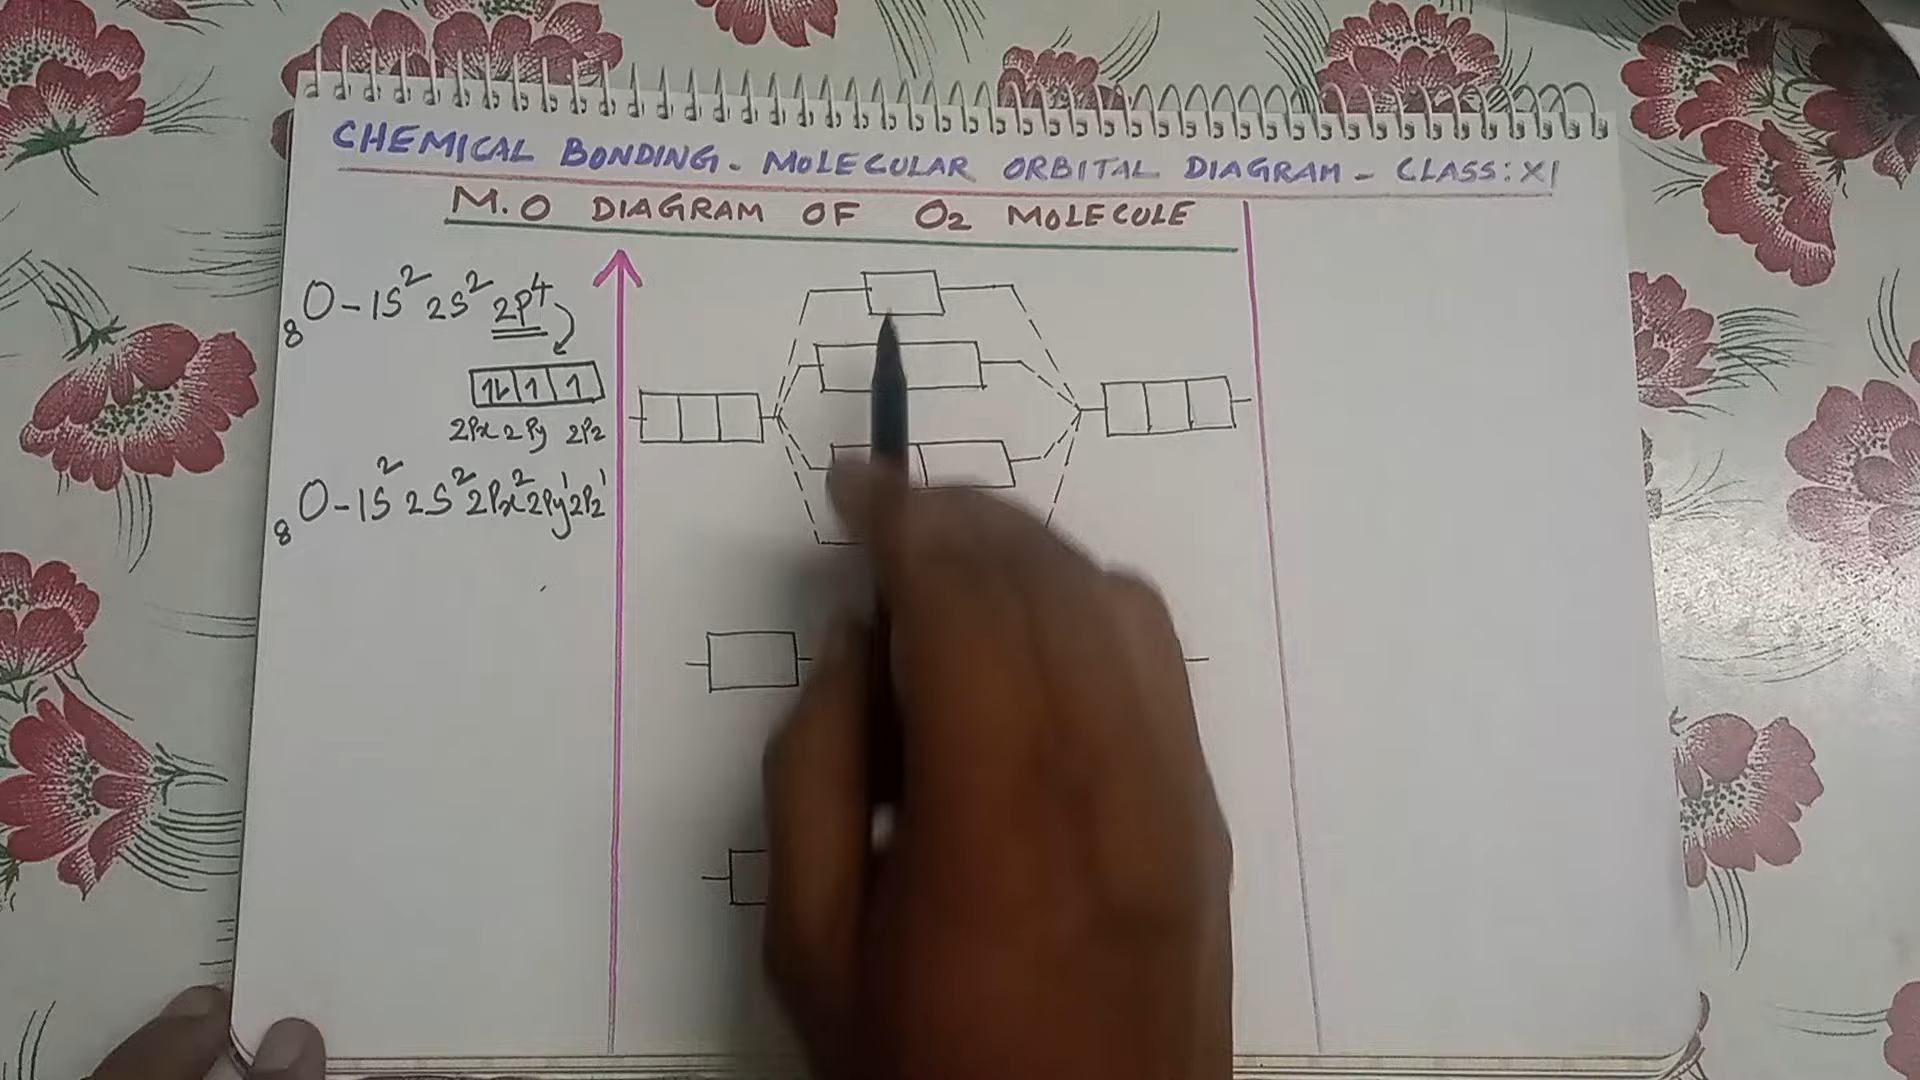 CHEMICAL BONDING - MOLECULAR ORBITAL DIAGRAM - CLASS: XI
M.O DIAGRAM OF O2 MOLECULE
₈O - 1S² 2S² 2P⁴
1L 1 1
2Px 2Py 2Pz
₈O - 1S² 2S² 2Px² 2Py¹ 2Pz¹